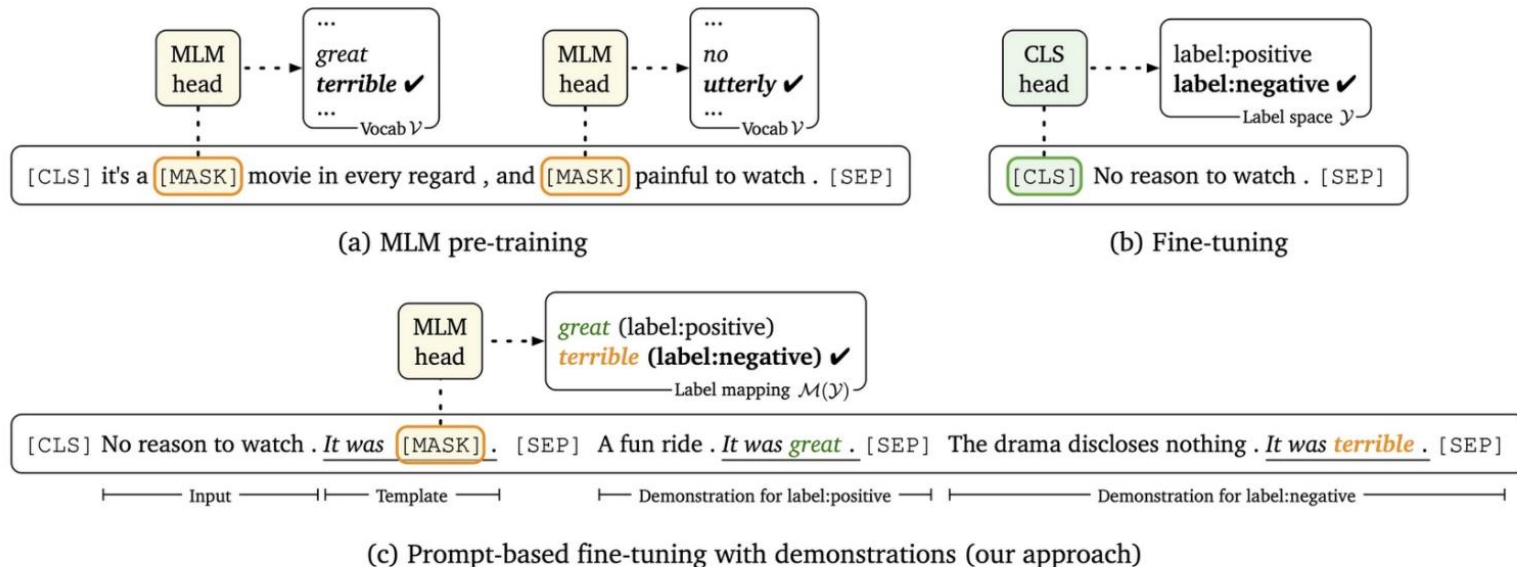 MLM
head
...
great
terrible ✔
...
Vocab 𝒱
MLM
head
...
no
utterly ✔
...
Vocab 𝒱
CLS
head
label:positive
label:negative ✔
Label space 𝒴
[CLS] it's a [MASK] movie in every regard , and [MASK] painful to watch . [SEP]
[CLS] No reason to watch . [SEP]
(a) MLM pre-training
(b) Fine-tuning
MLM
head
great (label:positive)
terrible (label:negative) ✔
Label mapping ℳ(𝒴)
[CLS] No reason to watch . It was [MASK] . [SEP] A fun ride . It was great . [SEP] The drama discloses nothing . It was terrible . [SEP]
Input
Template
Demonstration for label:positive
Demonstration for label:negative
(c) Prompt-based fine-tuning with demonstrations (our approach)